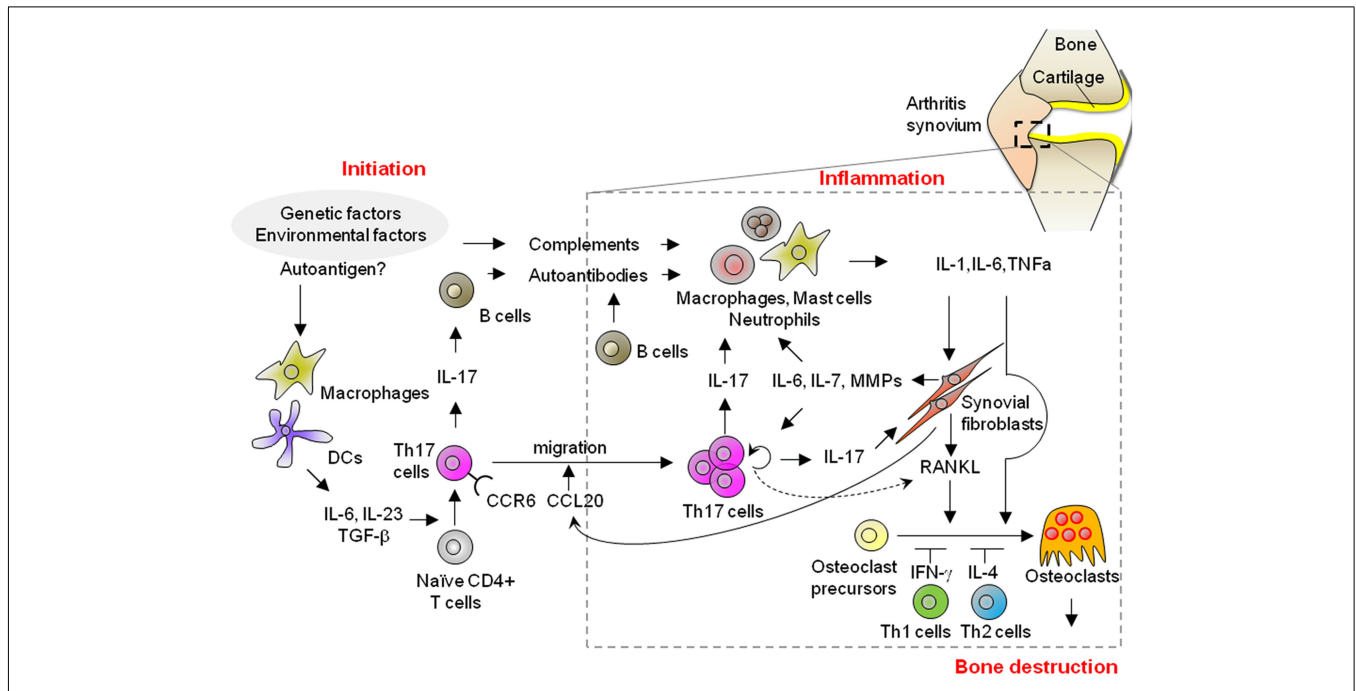 Bone
Cartilage
Arthritis
synovium
Initiation
Inflammation
Genetic factors
Environmental factors
Autoantigen?
Complements
Autoantibodies
B cells
B cells
Macrophages, Mast cells
Neutrophils
IL-1,IL-6,TNFa
Macrophages
DCs
IL-17
IL-17
IL-6, IL-7, MMPs
Synovial
fibroblasts
Th17
cells
migration
CCR6
CCL20
Th17 cells
IL-17
RANKL
IL-6, IL-23
TGF-β
Naïve CD4+
T cells
Osteoclast
precursors
IFN-γ
IL-4
Osteoclasts
Th1 cells
Th2 cells
Bone destruction